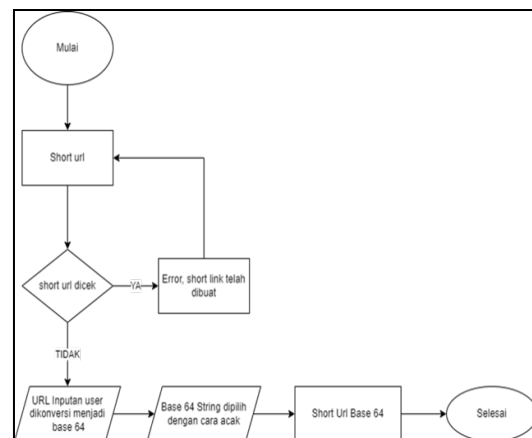 Mulai
Short url
short url dicek
YA
Error, short link telah
dibuat
TIDAK
URL Inputan user
dikonversi menjadi
base 64
Base 64 String dipilih
dengan cara acak
Short Url Base 64
Selesai